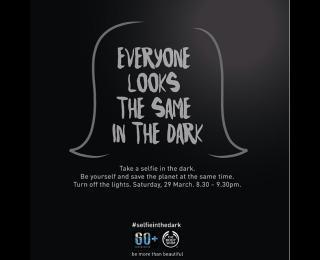 EVERYONE
LOOKS
THE SAME
IN THE DARK
Take a selfie in the dark.
Be yourself and save the planet at the same time.
Turn off the lights. Saturday, 29 March. 8.30 - 9.30pm.
#selfieinthedark
60+
be more than beautiful